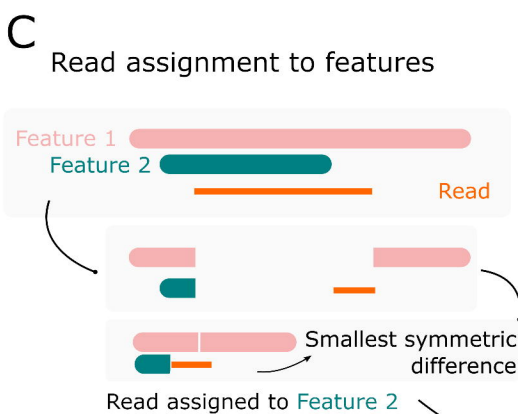 C
Read assignment to features
Feature 1
Feature 2
Read
Smallest symmetric
difference
Read assigned to Feature 2